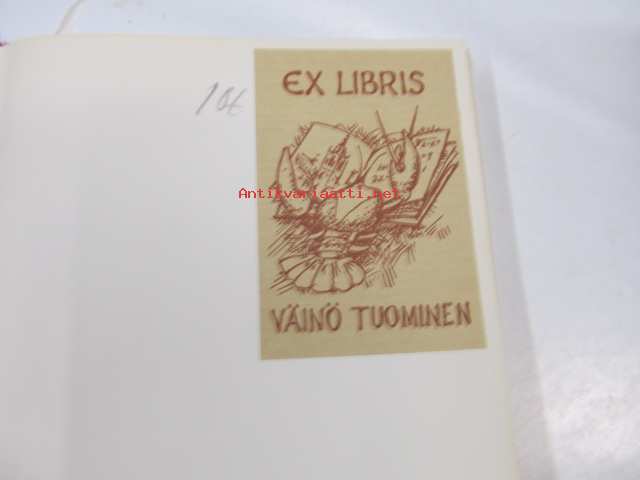 EX LIBRIS
10€
Antikvariaatti.net
VÄINÖ TUOMINEN